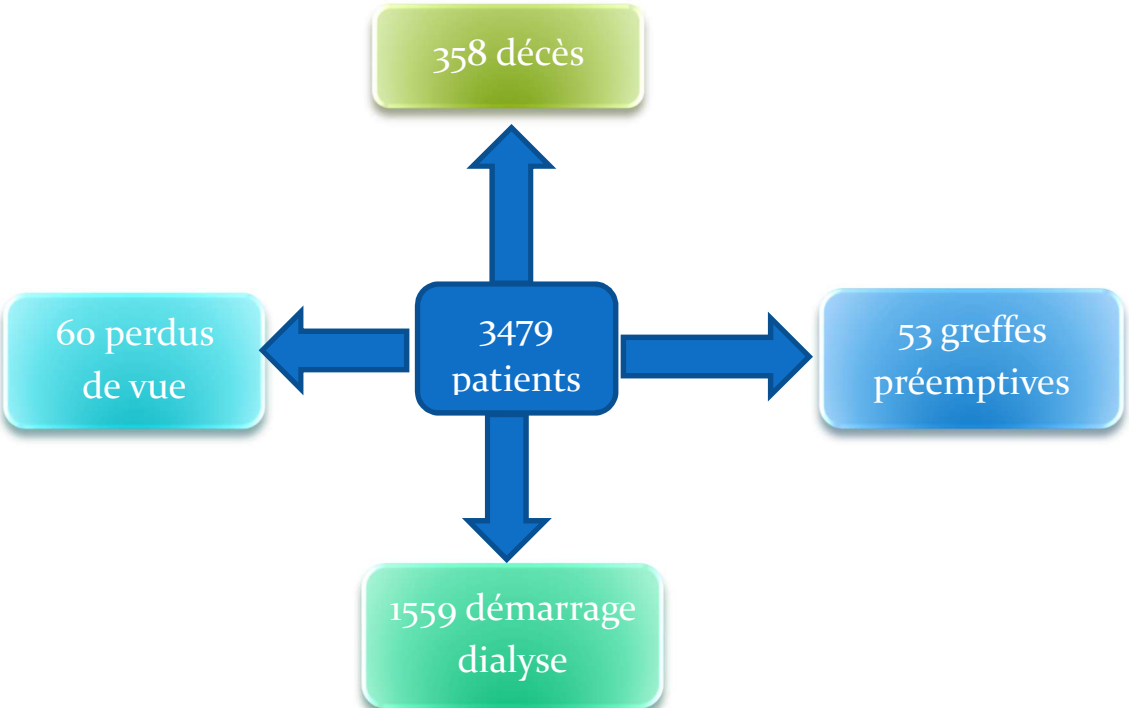 358 décès
60 perdus
de vue
3479
patients
53 greffes
préemptives
1559 démarrage
dialyse